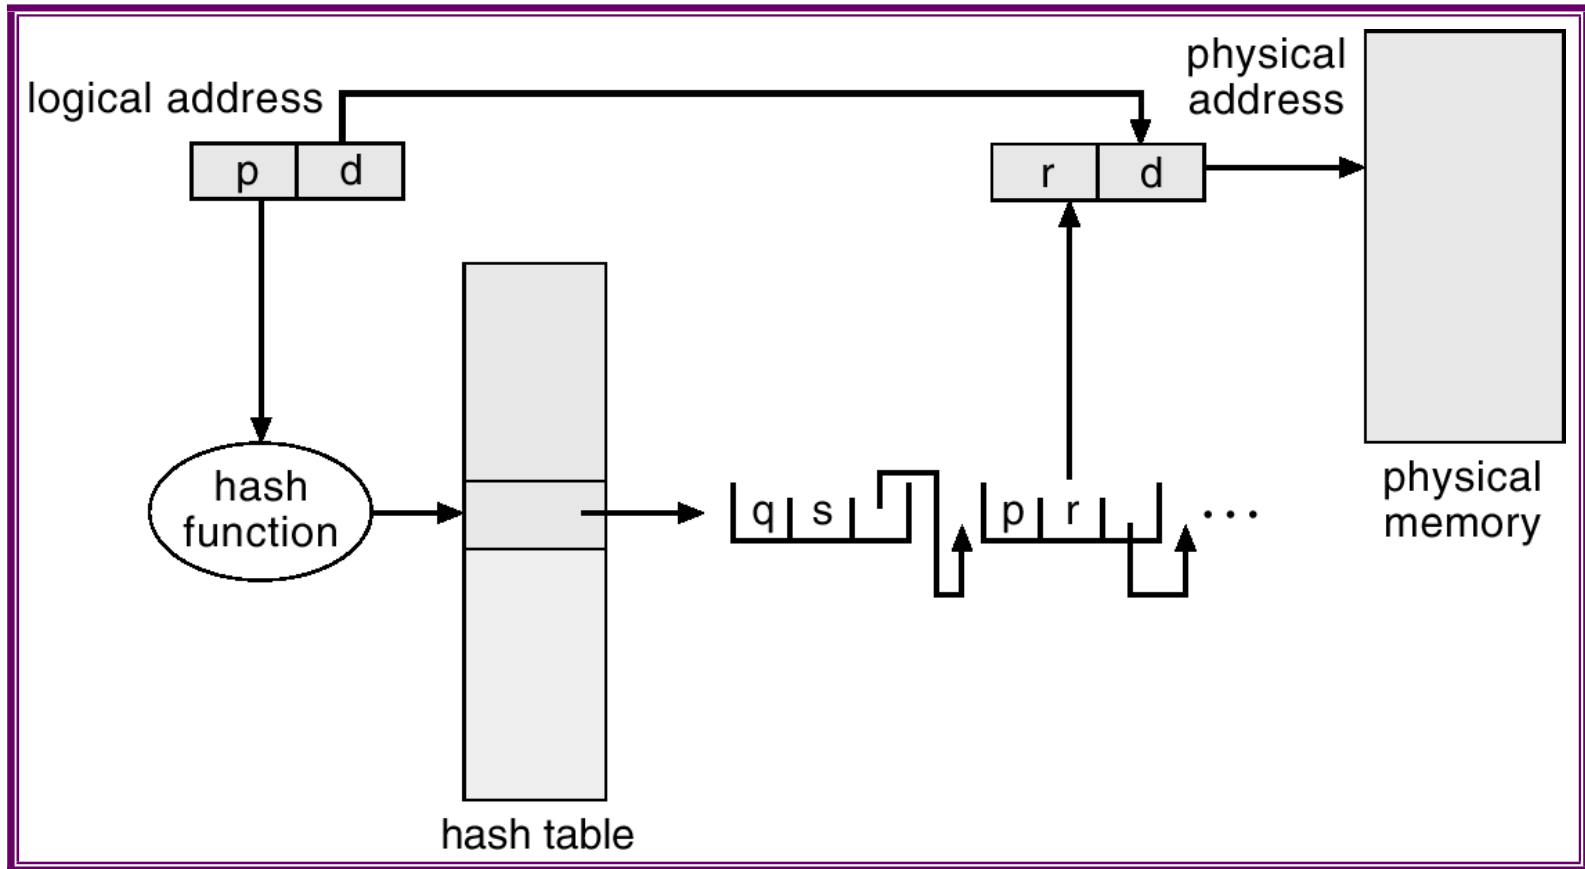 logical address
physical
address
p d
r d
hash
function
q s
p r ...
physical
memory
hash table